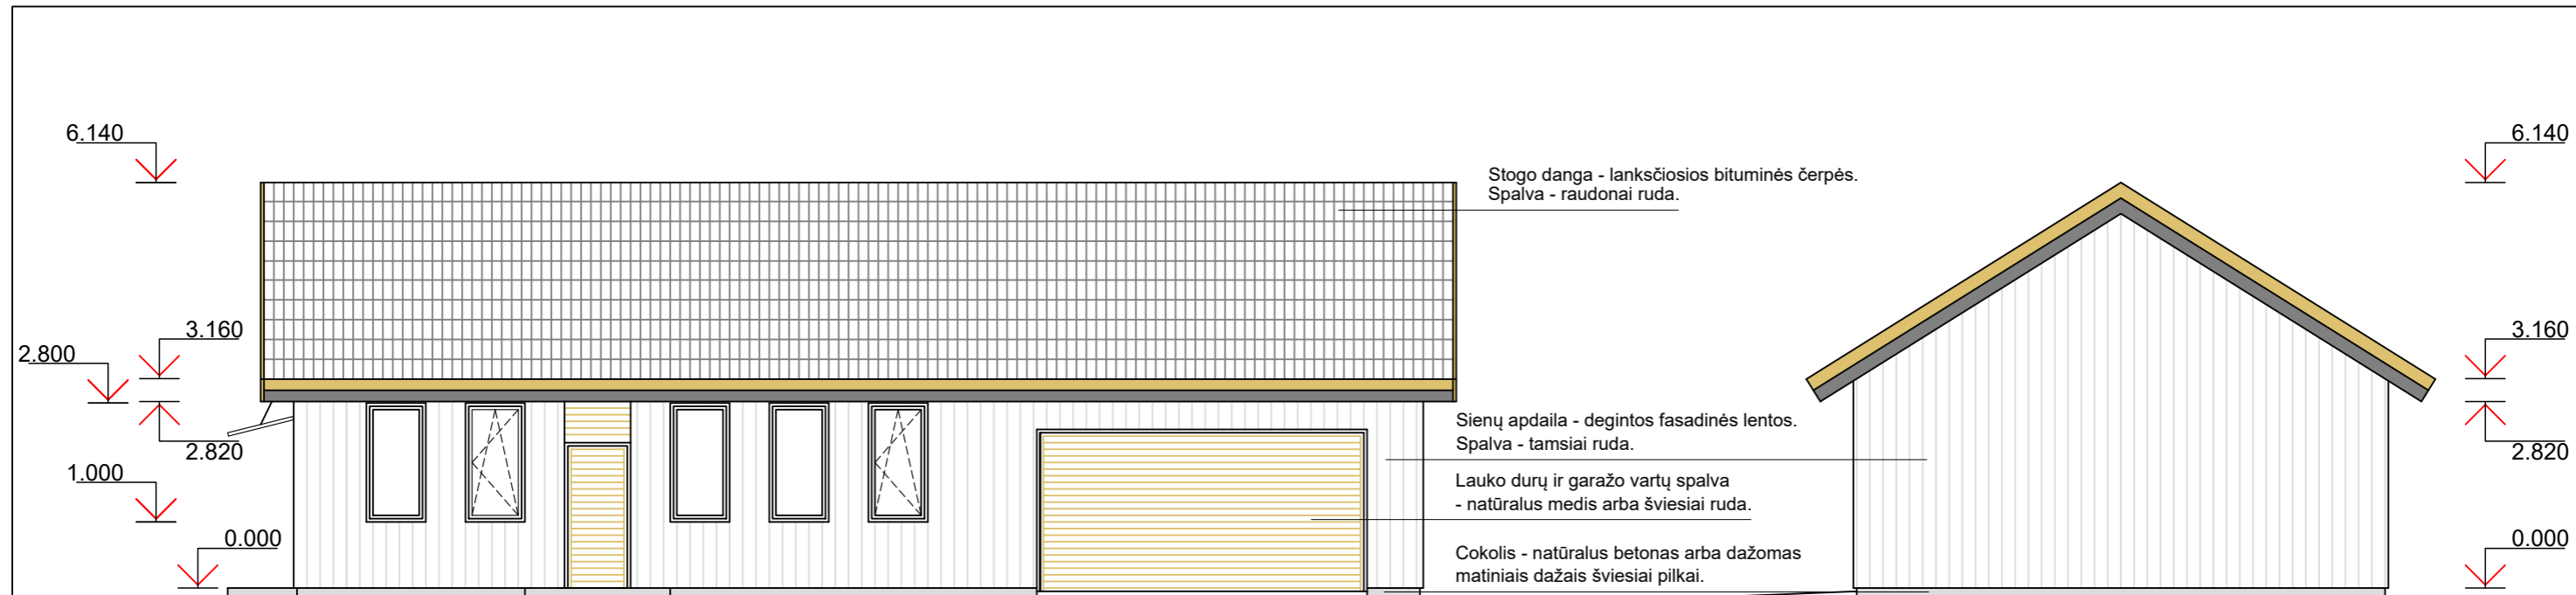 6.140
6.140
Stogo danga - lanksčiosios bituminės čerpės.
Spalva - raudonai ruda.
3.160
3.160
2.800
Sienų apdaila - degintos fasadinės lentos.
Spalva - tamsiai ruda.
2.820
2.820
1.000
Lauko durų ir garažo vartų spalva
- natūralus medis arba šviesiai ruda.
0.000
0.000
Cokolis - natūralus betonas arba dažomas
matiniais dažais šviesiai pilkai.